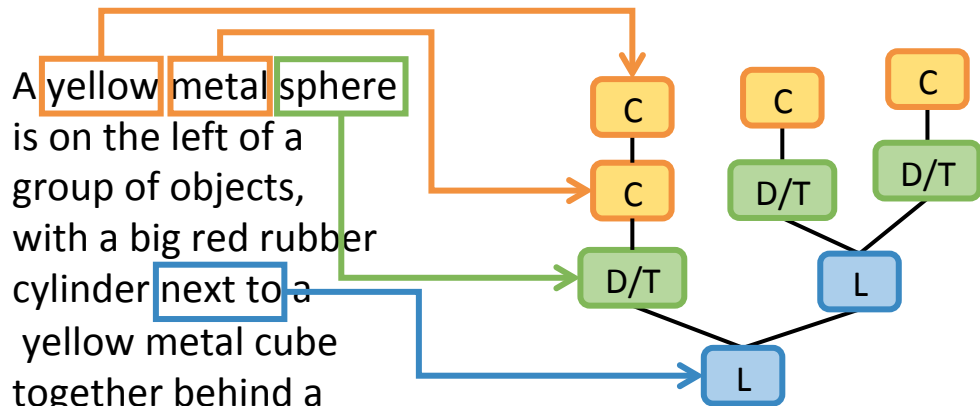 A yellow metal sphere
is on the left of a
group of objects,
with a big red rubber
cylinder next to a
yellow metal cube
together behind a
C
C
C
C
D/T
D/T
D/T
L
L